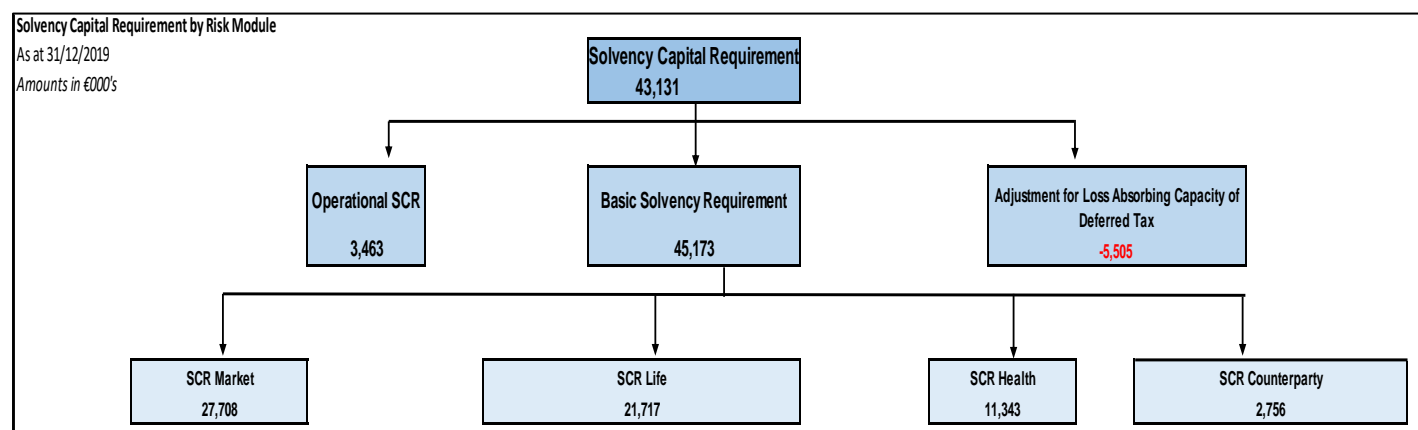 Solvency Capital Requirement by Risk Module
As at 31/12/2019
Amounts in €000's
Solvency Capital Requirement
43,131
Operational SCR
3,463
Basic Solvency Requirement
45,173
Adjustment for Loss Absorbing Capacity of
Deferred Tax
-5,505
SCR Market
27,708
SCR Life
21,717
SCR Health
11,343
SCR Counterparty
2,756